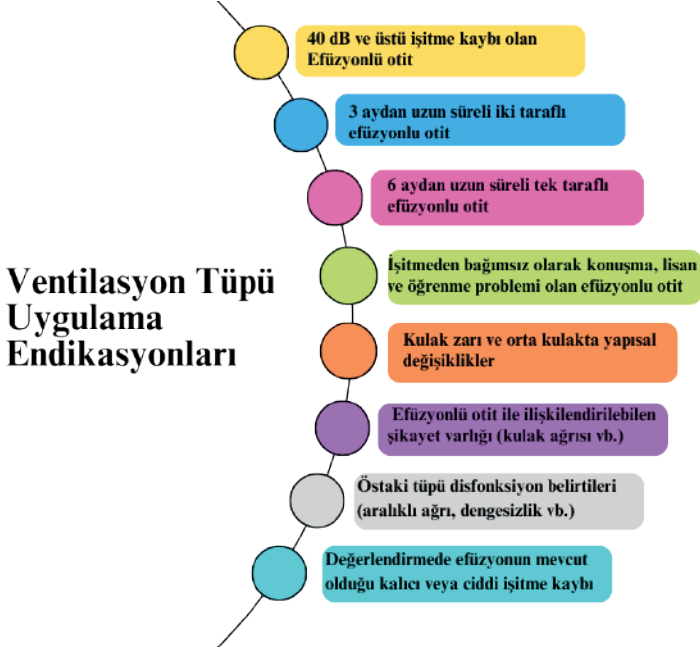 40 dB ve üstü işitme kaybı olan
Efüzyonlu otit
3 aydan uzun süreli iki taraflı
efüzyonlu otit
6 aydan uzun süreli tek taraflı
efüzyonlu otit
Ventilasyon Tüpü
Uygulama
Endikasyonları
İşitmeden bağımsız olarak konuşma, lisan
ve öğrenme problemi olan efüzyonlu otit
Kulak zarı ve orta kulakta yapısal
değişiklikler
Efüzyonlu otit ile ilişkilendirilebilen
şikayet varlığı (kulak ağrısı vb.)
Östaki tüpü disfonksiyon belirtileri
(aralıklı ağrı, dengesizlik vb.)
Değerlendirmede efüzyonun mevcut
olduğu kalıcı veya ciddi işitme kaybı